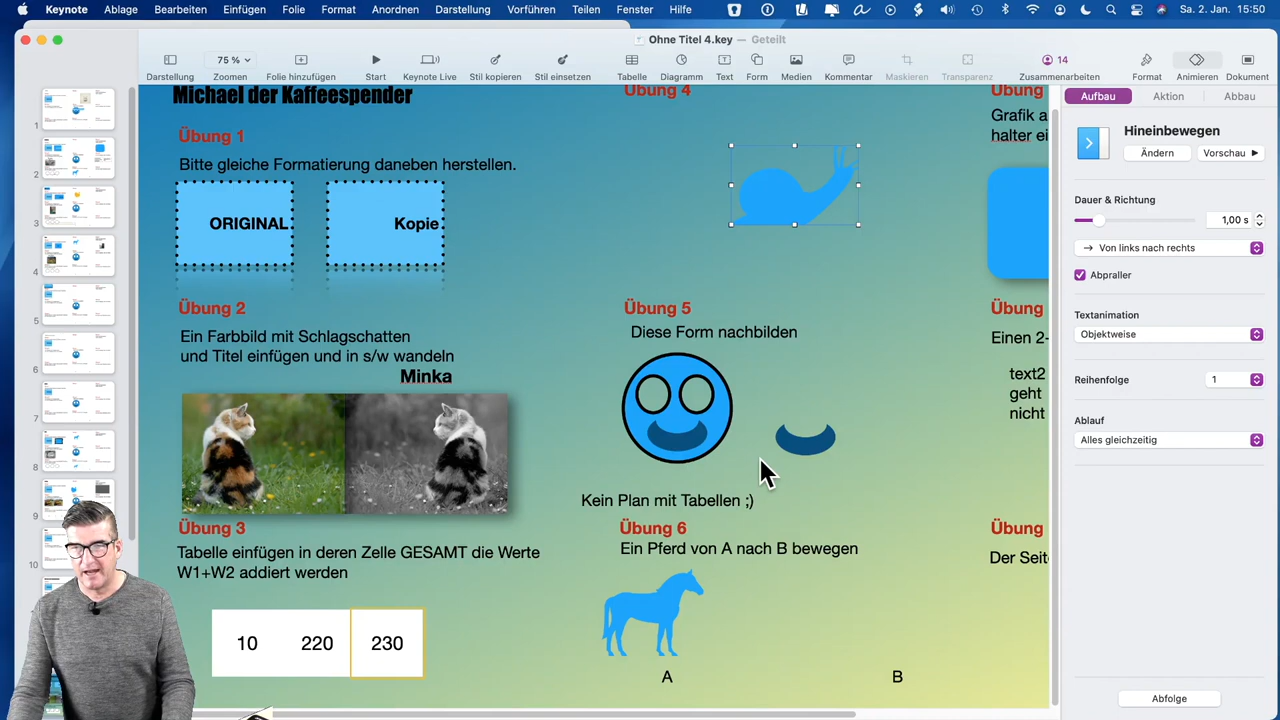 Keynote Ablage Bearbeiten Einfügen Folie Format Anordnen Darstellung Vorführen Teilen Fenster Hilfe Sa. 2. Jan. 15:50
Ohne Titel 4.key — Geteilt
75 %
14
Darstellung Zoomen Folie hinzufügen Start Keynote Live Stil kopieren Stil einsetzen Tabelle Diagramm Text Form Medien Kommentar Maskieren Transparenz Zusammenarbeiten Format Animieren Dokument
Michael der Kaffeespender
Übung 4
Übung
Aufbau Aktion Abbau
Grafik a
halter ei
Übung 1
Bitte gleiche Formatierung daneben herstellen.
ORIGINAL
Kopie
Hineinbewegen
Ändern Vorschau
Dauer & Richtung
1,00 s
→ Von links nach rechts
Abpraller
Textanimation
Objektweise
Reihenfolge 1
Ablauf
Alles gleichzeitig
Abfolge
Übung 2
Ein Farbbild mit Schlagschatten
und Titel einfügen und in s/w wandeln
Minka
Übung 5
Diese Form nachbilden
Übung
Einen 2-
text2
geht
nicht
Kein Plan mit Tabellen ;)
Übung 3
Tabelle einfügen in deren Zelle GESAMT die Werte
W1+W2 addiert werden
10 220 230
Übung 6
Ein Pferd von A nach B bewegen
A
B
Übung
Der Seit
1
2
3
4
5
6
7
8
9
10